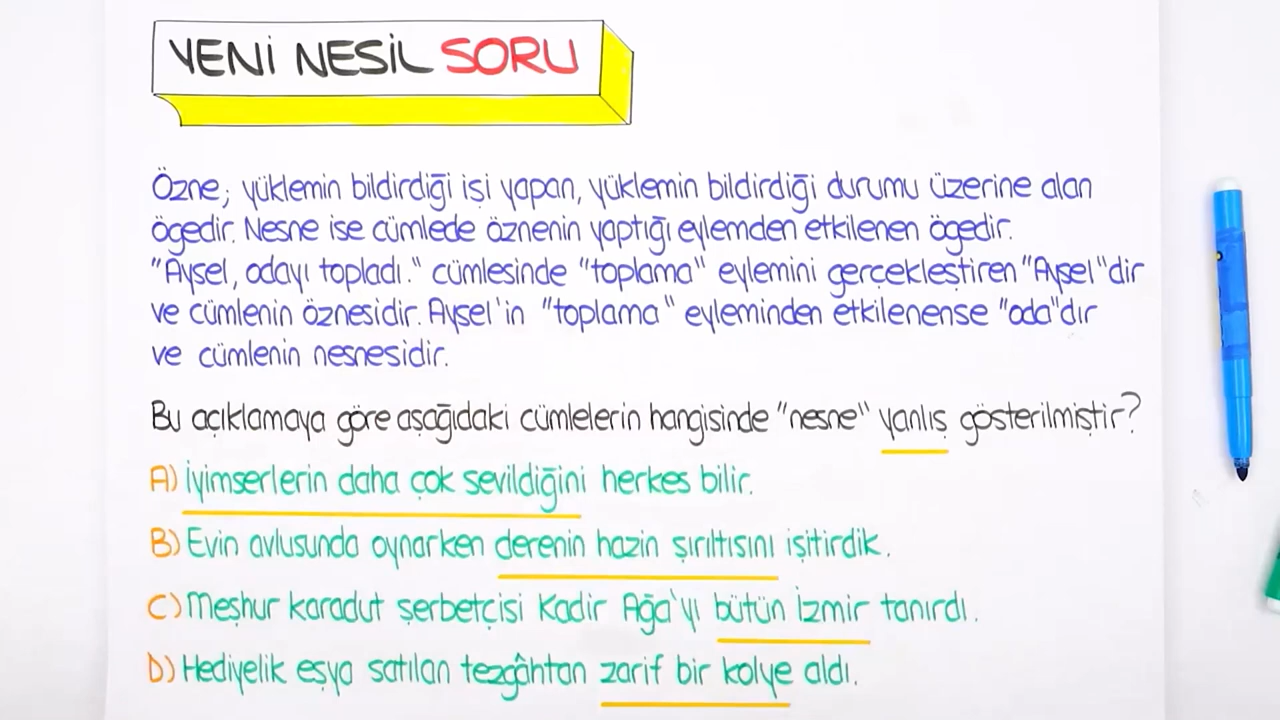 YENİ NESİL SORU
Özne; yüklemin bildirdiği işi yapan, yüklemin bildirdiği durumu üzerine alan
ögedir. Nesne ise cümlede öznenin yaptığı eylemden etkilenen ögedir.
"Aysel, odayı topladı." cümlesinde "toplama" eylemini gerçekleştiren "Aysel"dir
ve cümlenin öznesidir. Aysel'in "toplama" eyleminden etkilenense "oda"dır
ve cümlenin nesnesidir.
Bu açıklamaya göre aşağıdaki cümlelerin hangisinde "nesne" yanlış gösterilmiştir?
A) İyimserlerin daha çok sevildiğini herkes bilir.
B) Evin avlusunda oynarken derenin hazin şırıltısını işitirdik.
C) Meşhur karadut şerbetçisi Kadir Ağa'yı bütün İzmir tanırdı.
D) Hediyelik eşya satılan tezgâhtan zarif bir kolye aldı.